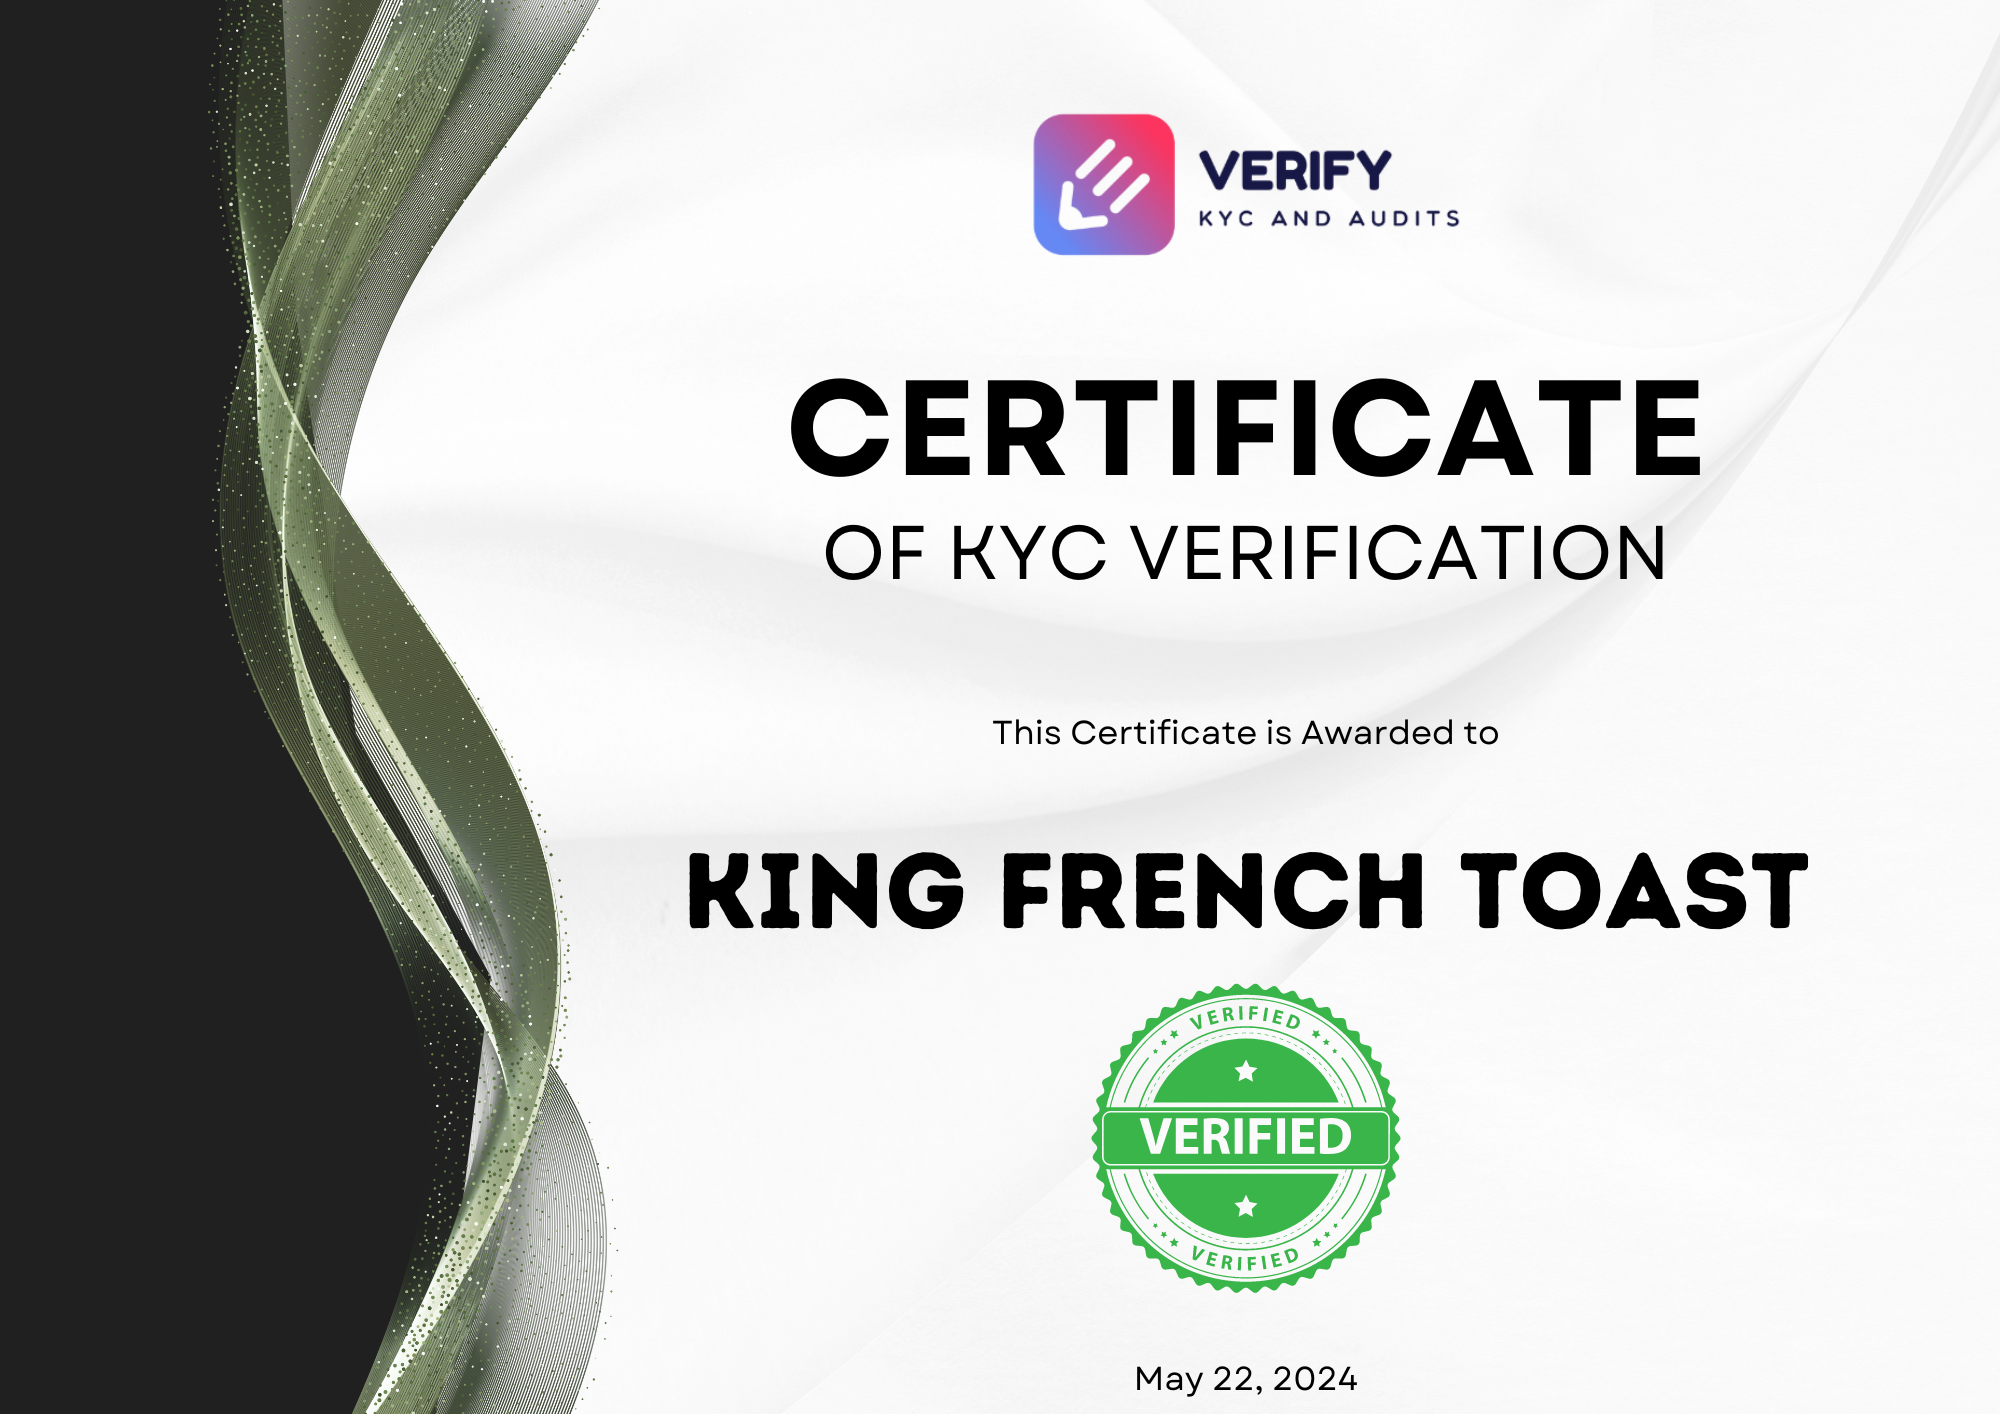 VERIFY
KYC AND AUDITS
CERTIFICATE
OF KYC VERIFICATION
This Certificate is Awarded to
KING FRENCH TOAST
VERIFIED
VERIFIED
VERIFIED
May 22, 2024